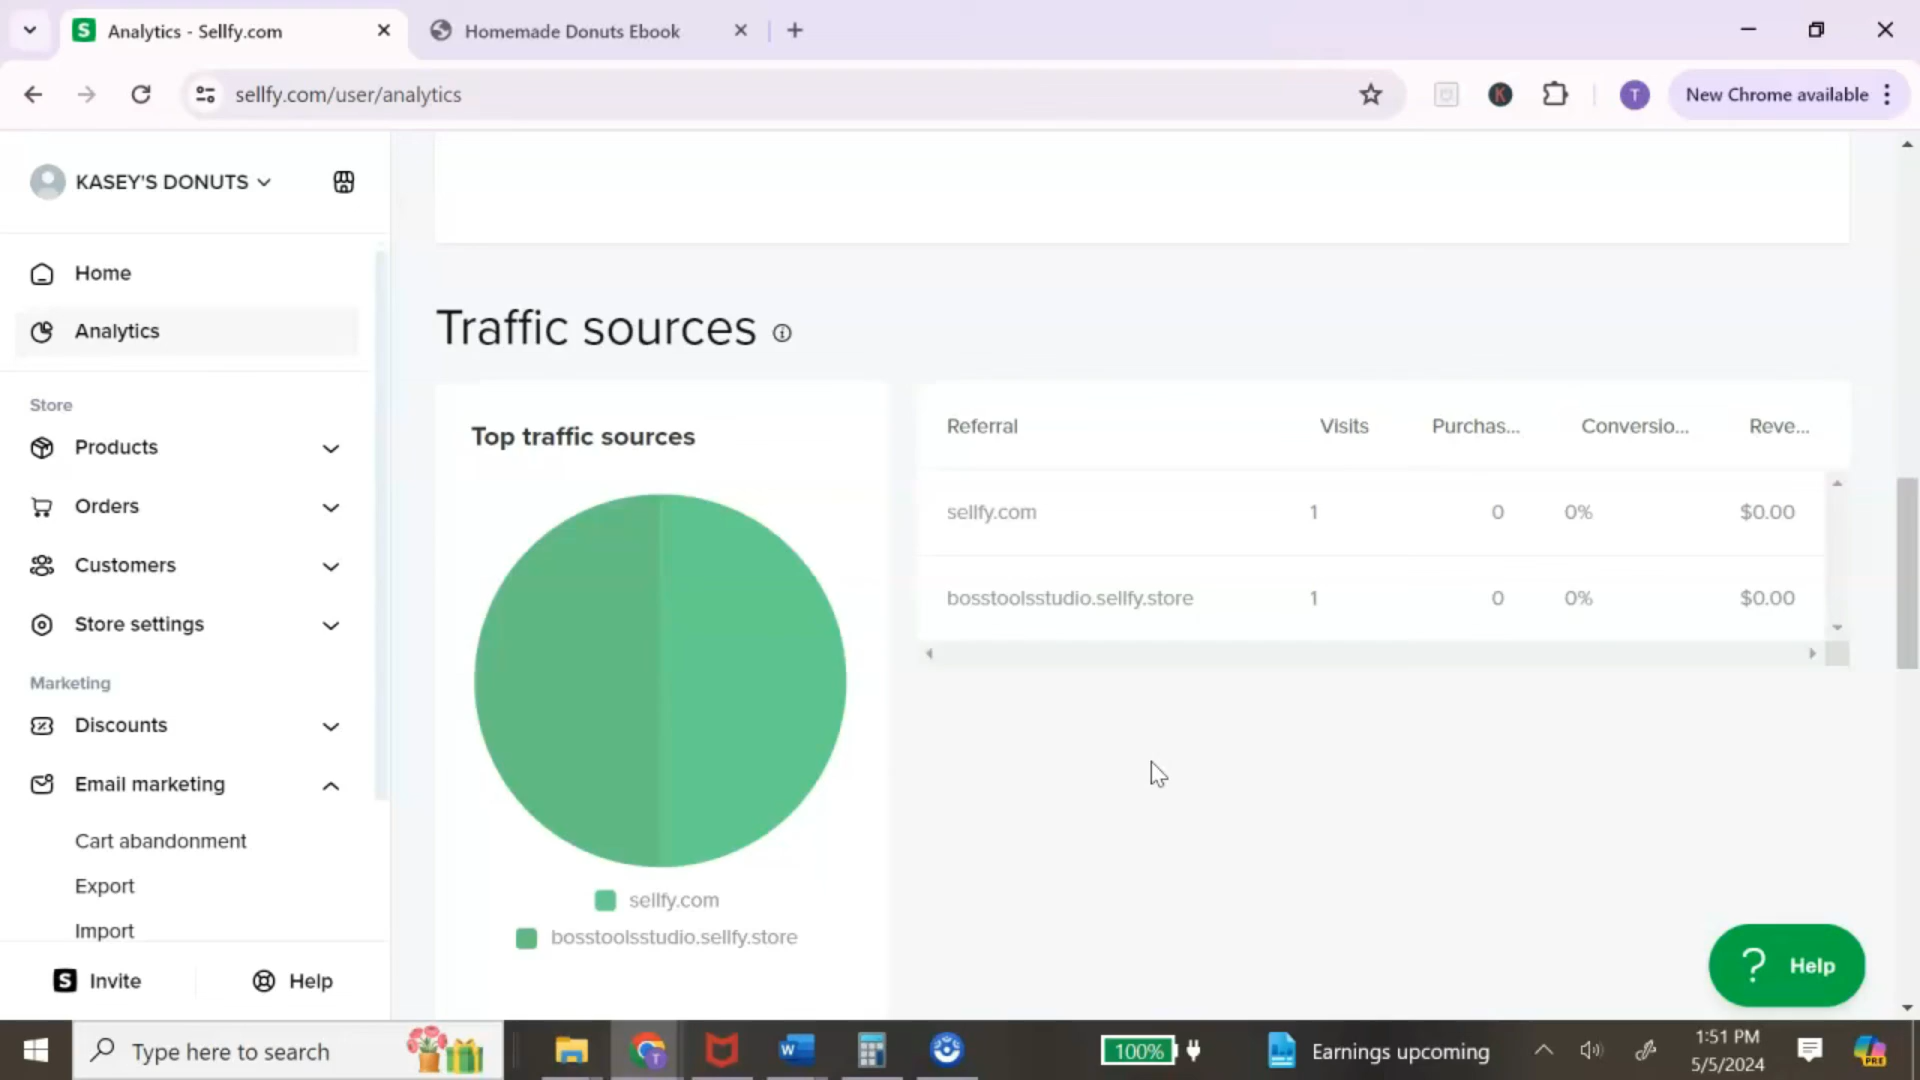 Analytics - Sellfy.com
Homemade Donuts Ebook
sellfy.com/user/analytics
K
T
New Chrome available
KASEY'S DONUTS
Home
Analytics
Store
Products
Orders
Customers
Store settings
Marketing
Discounts
Email marketing
Cart abandonment
Export
Import
Invite
Help
Traffic sources
Top traffic sources
sellfy.com
bosstoolsstudio.sellfy.store
Referral Visits Purchas... Conversio... Reve...
sellfy.com 1 0 0% $0.00
bosstoolsstudio.sellfy.store 1 0 0% $0.00
? Help
Type here to search
100%
Earnings upcoming
1:51 PM
5/5/2024
PRE